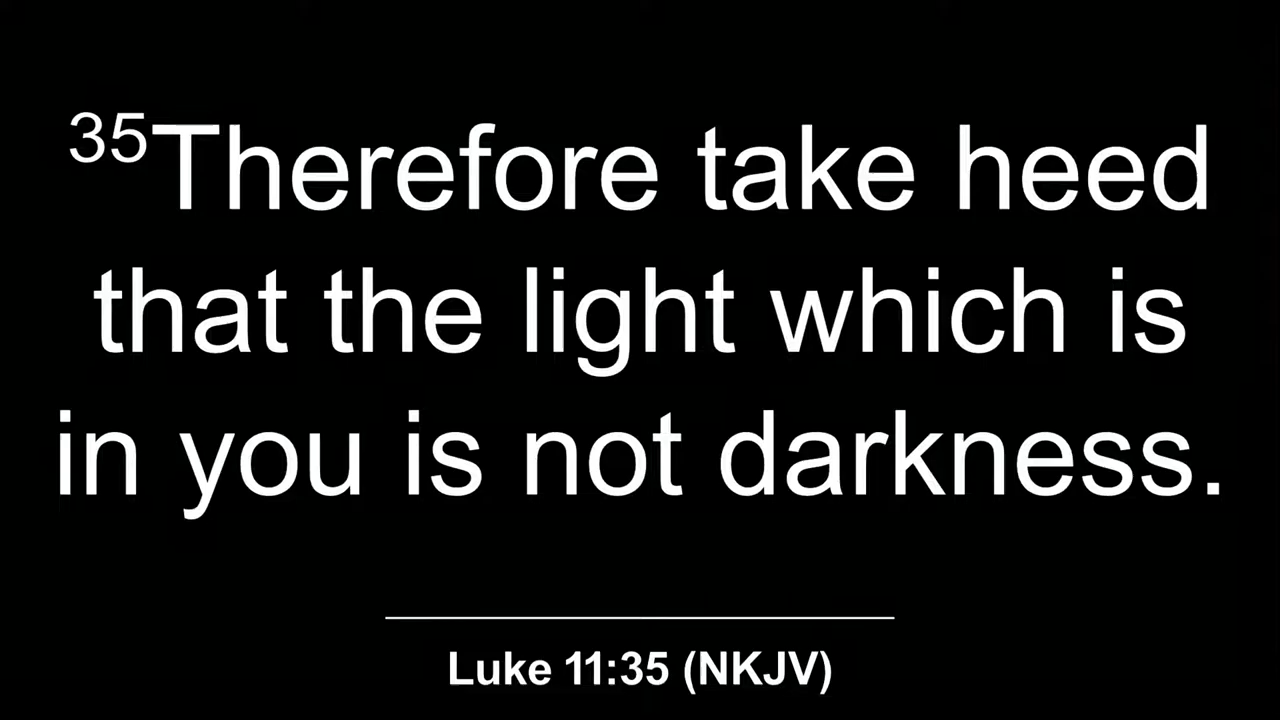 35Therefore take heed
that the light which is
in you is not darkness.
Luke 11:35 (NKJV)